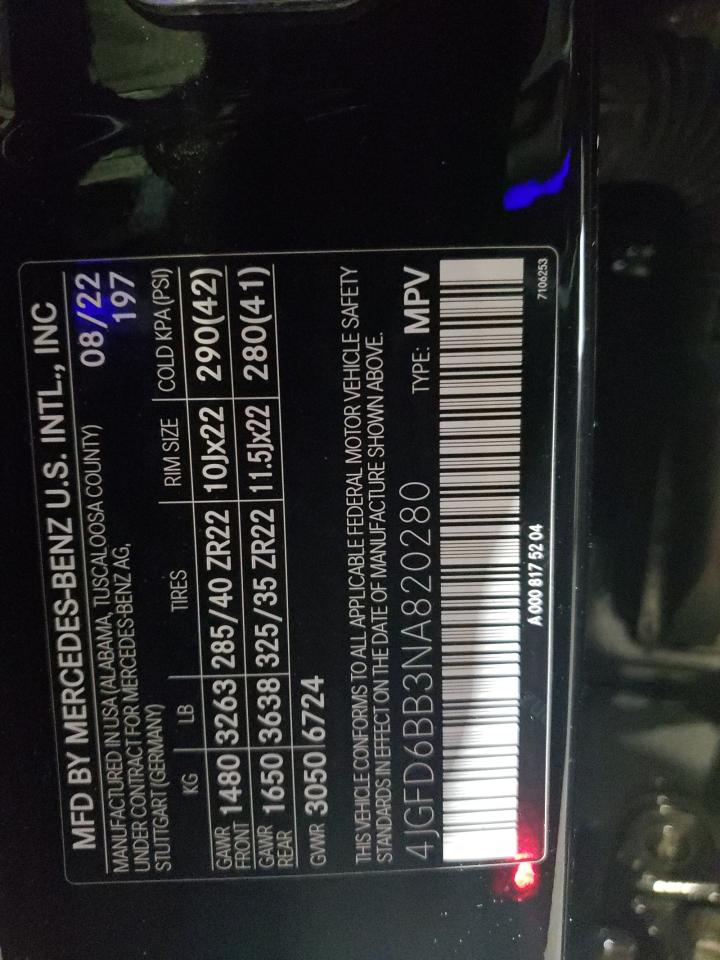 MFD BY MERCEDES-BENZ U.S. INTL., INC
MANUFACTURED IN USA (ALABAMA, TUSCALOOSA COUNTY) 08/22
UNDER CONTRACT FOR MERCEDES-BENZ AG, 197
STUTTGART (GERMANY)
KG LB TIRES RIM SIZE COLD KPA (PSI)
GAWR FRONT 1480 3263 285/40 ZR22 10Jx22 290(42)
GAWR REAR 1650 3638 325/35 ZR22 11.5Jx22 280(41)
GVWR 3050 6724
THIS VEHICLE CONFORMS TO ALL APPLICABLE FEDERAL MOTOR VEHICLE SAFETY
STANDARDS IN EFFECT ON THE DATE OF MANUFACTURE SHOWN ABOVE.
4JGFD6BB3NA820280 TYPE: MPV
A 000 817 52 04 7106253